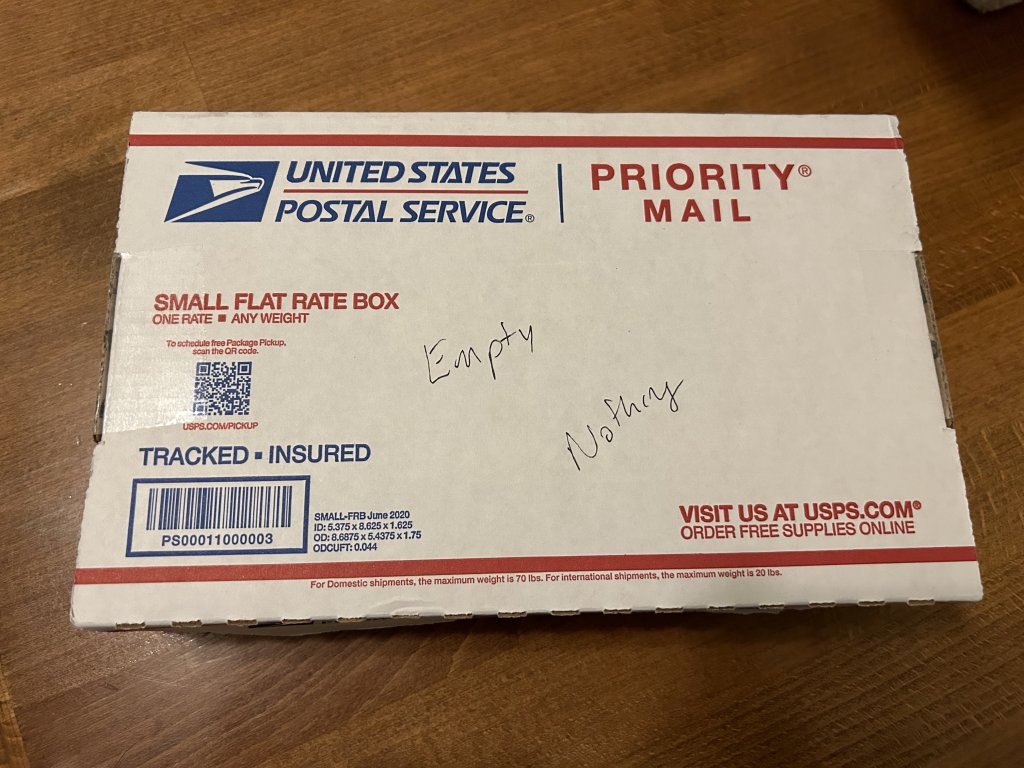 UNITED STATES
POSTAL SERVICE®
PRIORITY®
MAIL
SMALL FLAT RATE BOX
ONE RATE ■ ANY WEIGHT
To schedule free Package Pickup,
scan the QR code.
USPS.COM/PICKUP
Empty
Nothing
TRACKED ■ INSURED
PS00011000003
SMALL-FRB June 2020
ID: 5.375 x 8.625 x 1.625
OD: 8.6875 x 5.4375 x 1.75
ODCUFT: 0.044
VISIT US AT USPS.COM®
ORDER FREE SUPPLIES ONLINE
For Domestic shipments, the maximum weight is 70 lbs. For international shipments, the maximum weight is 20 lbs.